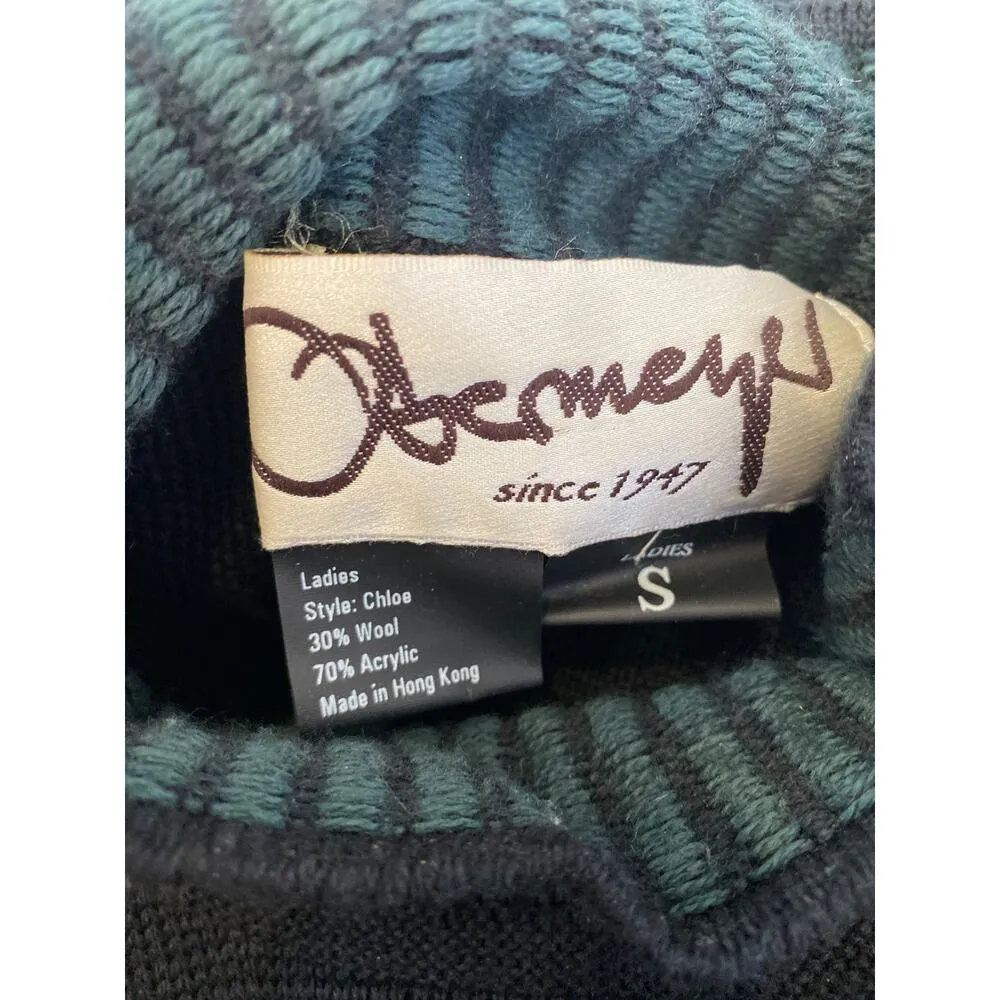 Obermeyer
since 1947
Ladies
Style: Chloe
30% Wool
70% Acrylic
Made in Hong Kong
LADIES
S